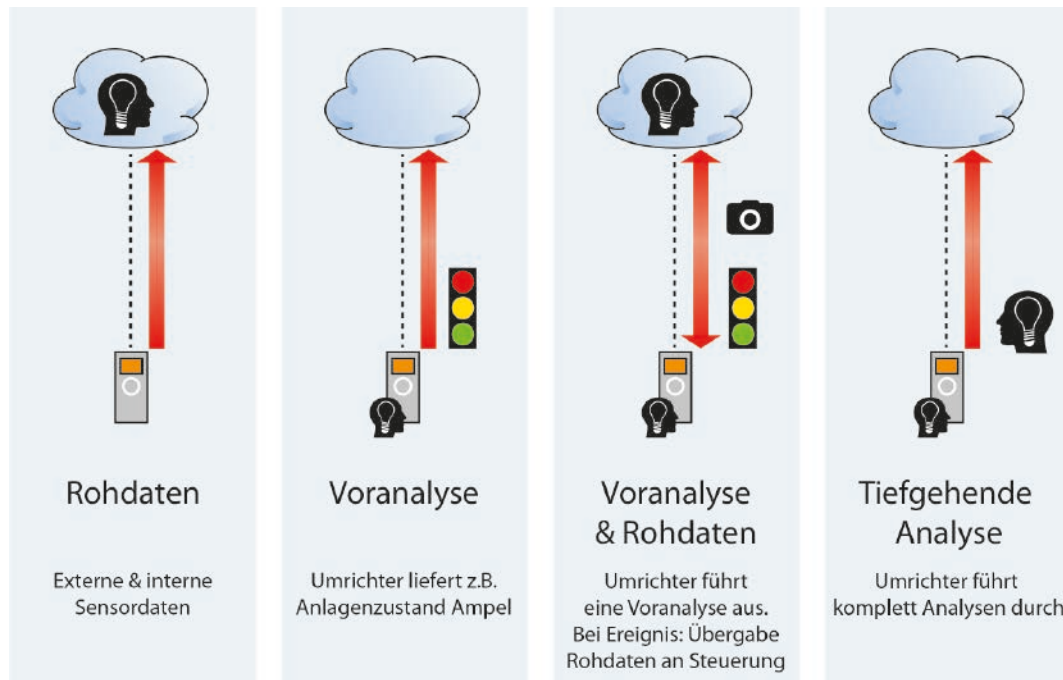 Rohdaten
Externe & interne
Sensordaten
Voranalyse
Umrichter liefert z.B.
Anlagenzustand Ampel
Voranalyse
& Rohdaten
Umrichter führt
eine Voranalyse aus.
Bei Ereignis: Übergabe
Rohdaten an Steuerung
Tiefgehende
Analyse
Umrichter führt
komplett Analysen durch